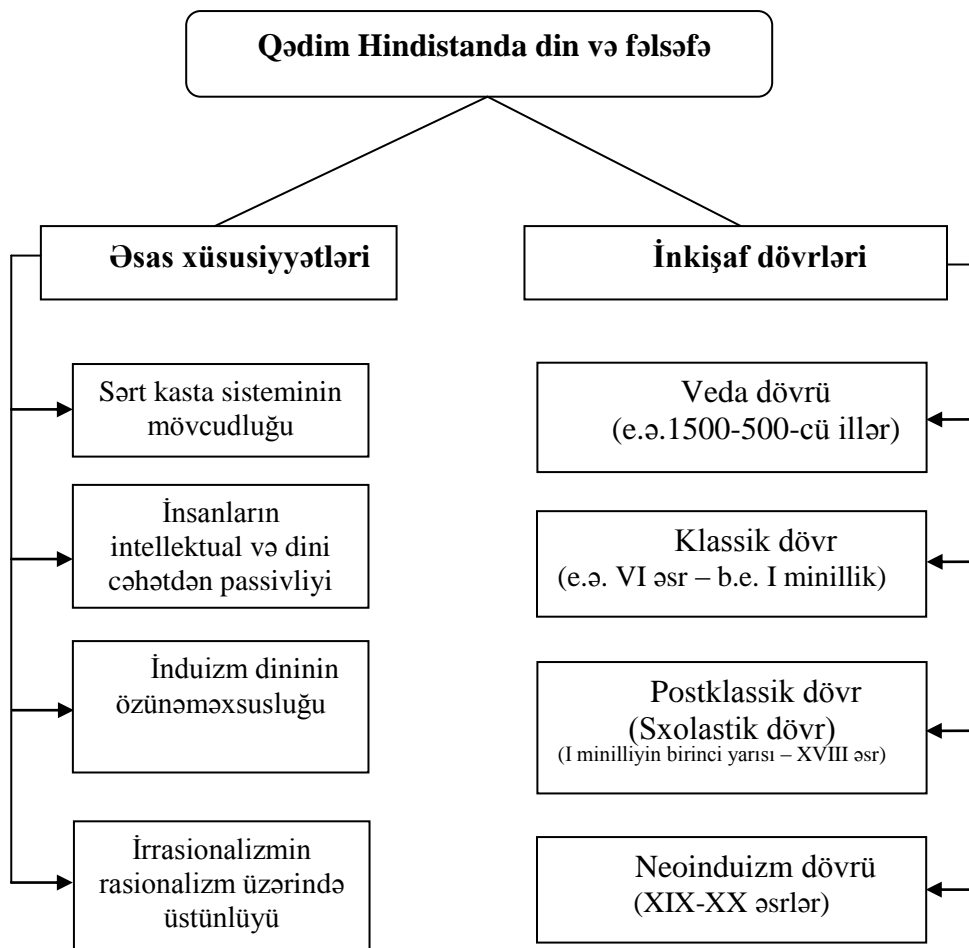 Qədim Hindistanda din və fəlsəfə
Əsas xüsusiyyətləri
Sərt kasta sisteminin
mövcudluğu
İnsanların
intellektual və dini
cəhətdən passivliyi
İnduizm dininin
özünəməxsusluğu
İrrasionalizmin
rasionalizm üzərində
üstünlüyü
İnkişaf dövrləri
Veda dövrü
(e.ə.1500-500-cü illər)
Klassik dövr
(e.ə. VI əsr – b.e. I minillik)
Postklassik dövr
(Sxolastik dövr)
(I minilliyin birinci yarısı – XVIII əsr)
Neoinduizm dövrü
(XIX-XX əsrlər)